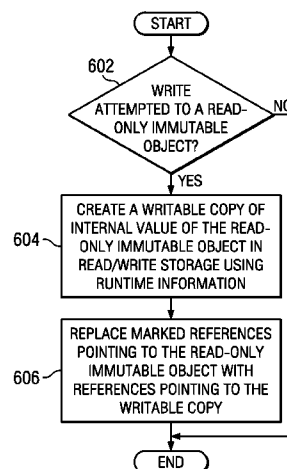 START
602
WRITE
ATTEMPTED TO A READ-
ONLY IMMUTABLE
OBJECT?
YES
604
CREATE A WRITABLE COPY OF
INTERNAL VALUE OF THE READ-
ONLY IMMUTABLE OBJECT IN
READ/WRITE STORAGE USING
RUNTIME INFORMATION
606
REPLACE MARKED REFERENCES
POINTING TO THE READ-ONLY
IMMUTABLE OBJECT WITH
REFERENCES POINTING TO THE
WRITABLE COPY
END